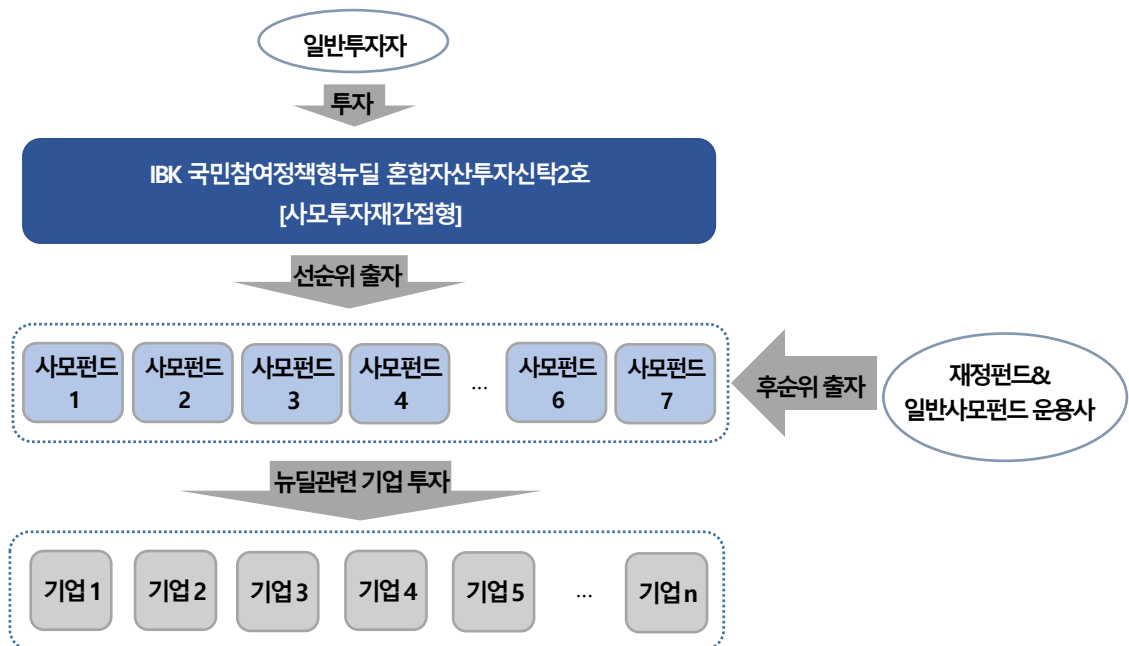 일반투자자
투자
IBK 국민참여정책형뉴딜 혼합자산투자신탁2호
[사모투자재간접형]
선순위 출자
사모펀드
1
사모펀드
2
사모펀드
3
사모펀드
4
...
사모펀드
6
사모펀드
7
후순위 출자
재정펀드&
일반사모펀드 운용사
뉴딜관련 기업 투자
기업 1
기업 2
기업 3
기업 4
기업 5
...
기업 n